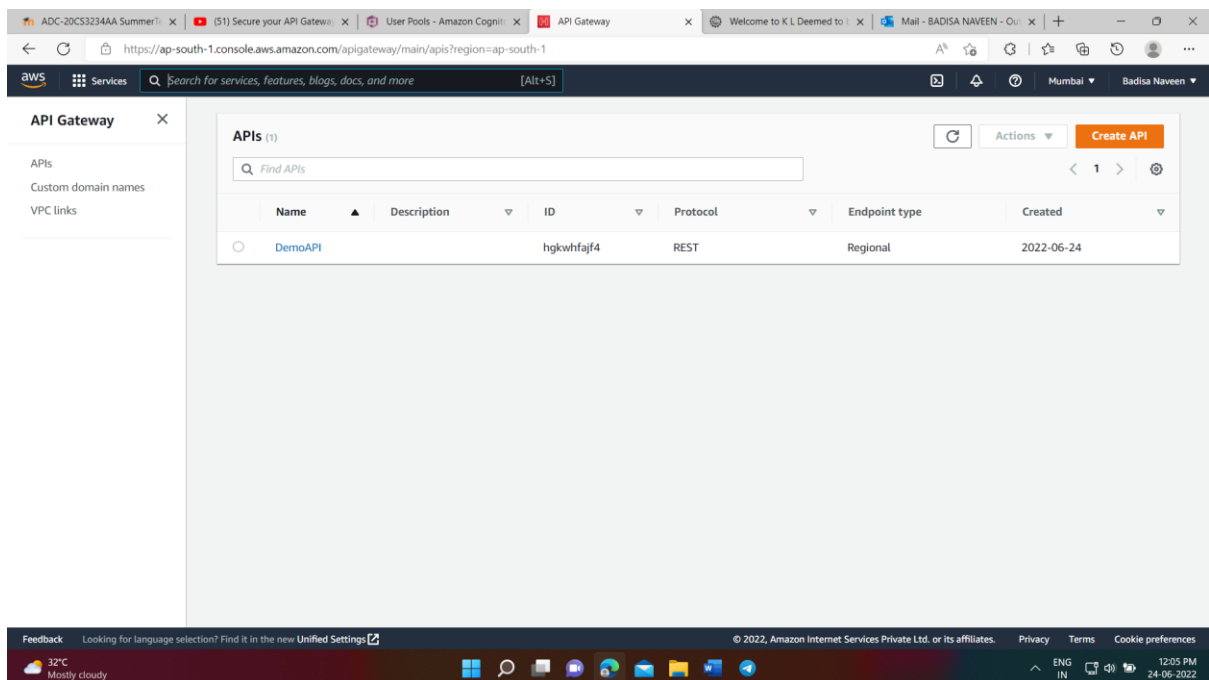 ADC-20CS3234AA SummerTe
(51) Secure your API Gateway
User Pools - Amazon Cognito
API Gateway
Welcome to K L Deemed to
Mail - BADISA NAVEEN - Out
https://ap-south-1.console.aws.amazon.com/apigateway/main/apis?region=ap-south-1
aws Services Search for services, features, blogs, docs, and more [Alt+S] Mumbai ▼ Badisa Naveen ▼
API Gateway
APIs
Custom domain names
VPC links
APIs (1)
Actions ▼ Create API
Find APIs
< 1 >
Name ▲ Description ▽ ID ▽ Protocol ▽ Endpoint type Created ▽
DemoAPI hgkwhfajf4 REST Regional 2022-06-24
Feedback Looking for language selection? Find it in the new Unified Settings © 2022, Amazon Internet Services Private Ltd. or its affiliates. Privacy Terms Cookie preferences
32°C
Mostly cloudy
ENG
IN
12:05 PM
24-06-2022